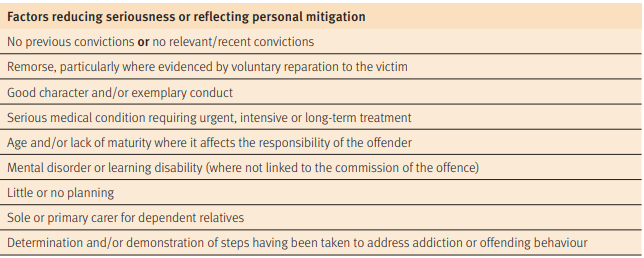 Factors reducing seriousness or reflecting personal mitigation
No previous convictions or no relevant/recent convictions
Remorse, particularly where evidenced by voluntary reparation to the victim
Good character and/or exemplary conduct
Serious medical condition requiring urgent, intensive or long-term treatment
Age and/or lack of maturity where it affects the responsibility of the offender
Mental disorder or learning disability (where not linked to the commission of the offence)
Little or no planning
Sole or primary carer for dependent relatives
Determination and/or demonstration of steps having been taken to address addiction or offending behaviour